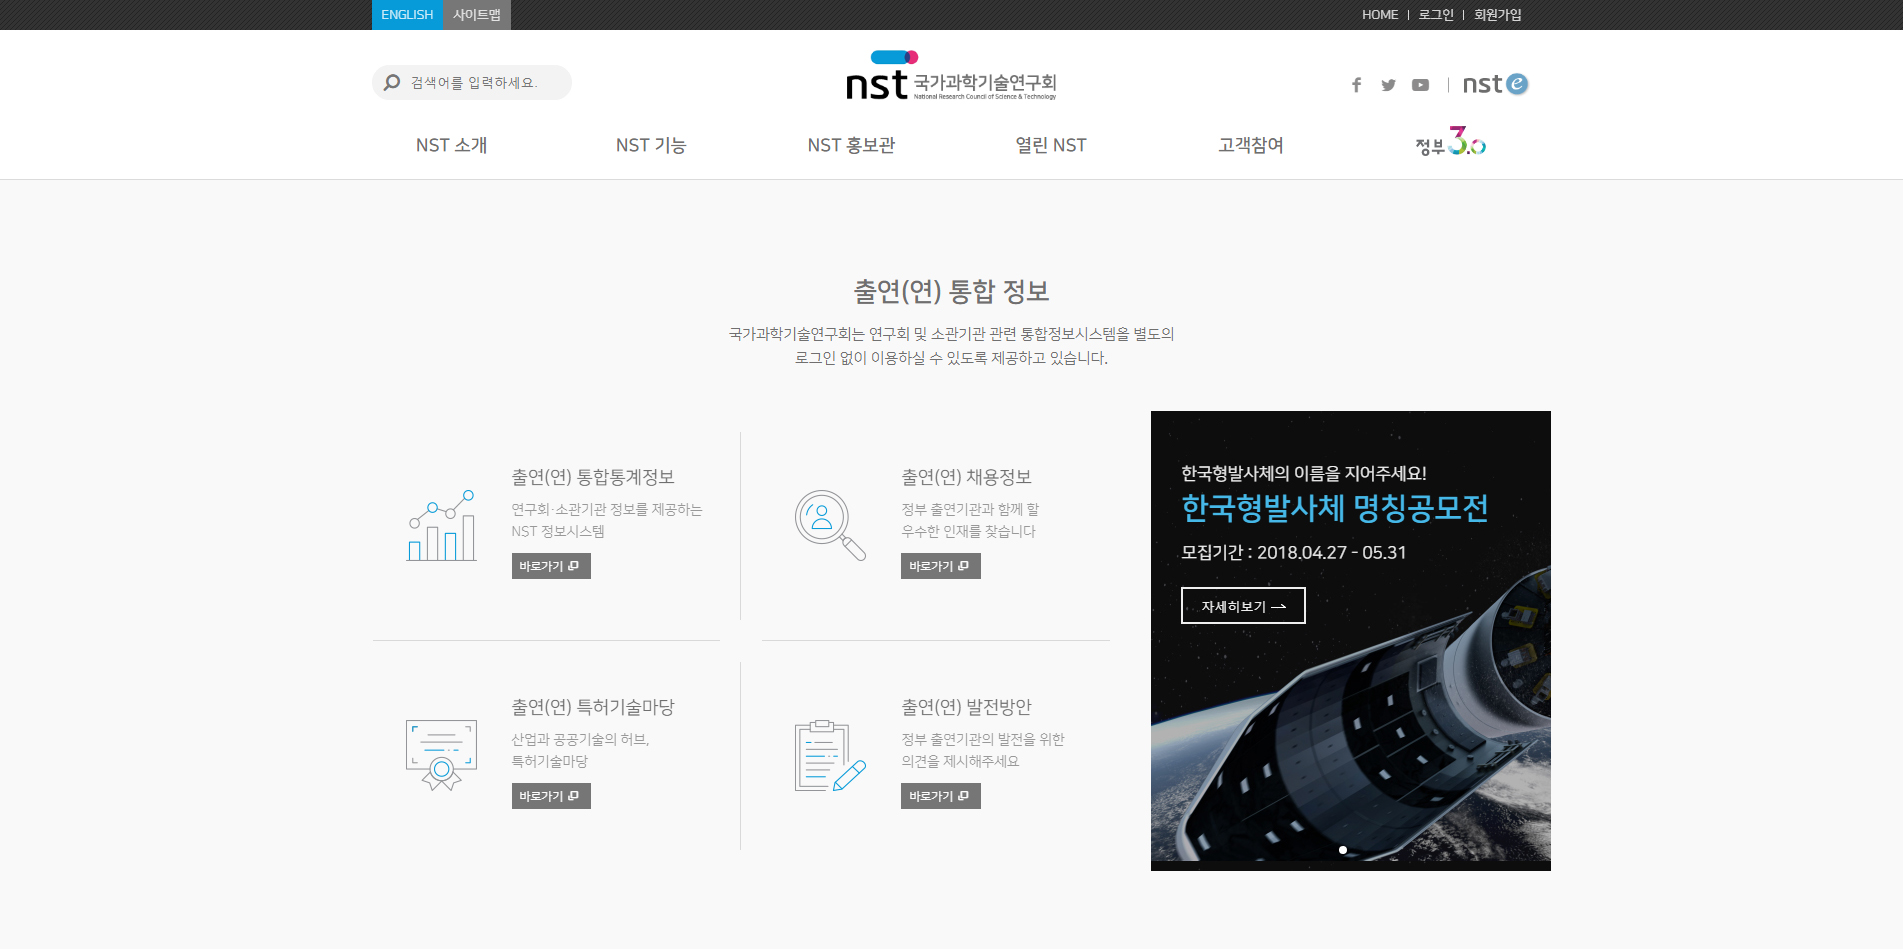 ENGLISH 사이트맵
HOME 로그인 회원가입
검색어를 입력하세요.
nst 국가과학기술연구회
National Research Council of Science & Technology
nst e
NST 소개
NST 기능
NST 홍보관
열린 NST
고객참여
정부3.0
출연(연) 통합 정보
국가과학기술연구회는 연구회 및 소관기관 관련 통합정보시스템을 별도의
로그인 없이 이용하실 수 있도록 제공하고 있습니다.
출연(연) 통합통계정보
연구회·소관기관 정보를 제공하는
NST 정보시스템
바로가기
출연(연) 채용정보
정부 출연기관과 함께 할
우수한 인재를 찾습니다
바로가기
출연(연) 특허기술마당
산업과 공공기술의 허브,
특허기술마당
바로가기
출연(연) 발전방안
정부 출연기관의 발전을 위한
의견을 제시해주세요
바로가기
한국형발사체의 이름을 지어주세요!
한국형발사체 명칭공모전
모집기간 : 2018.04.27 - 05.31
자세히보기